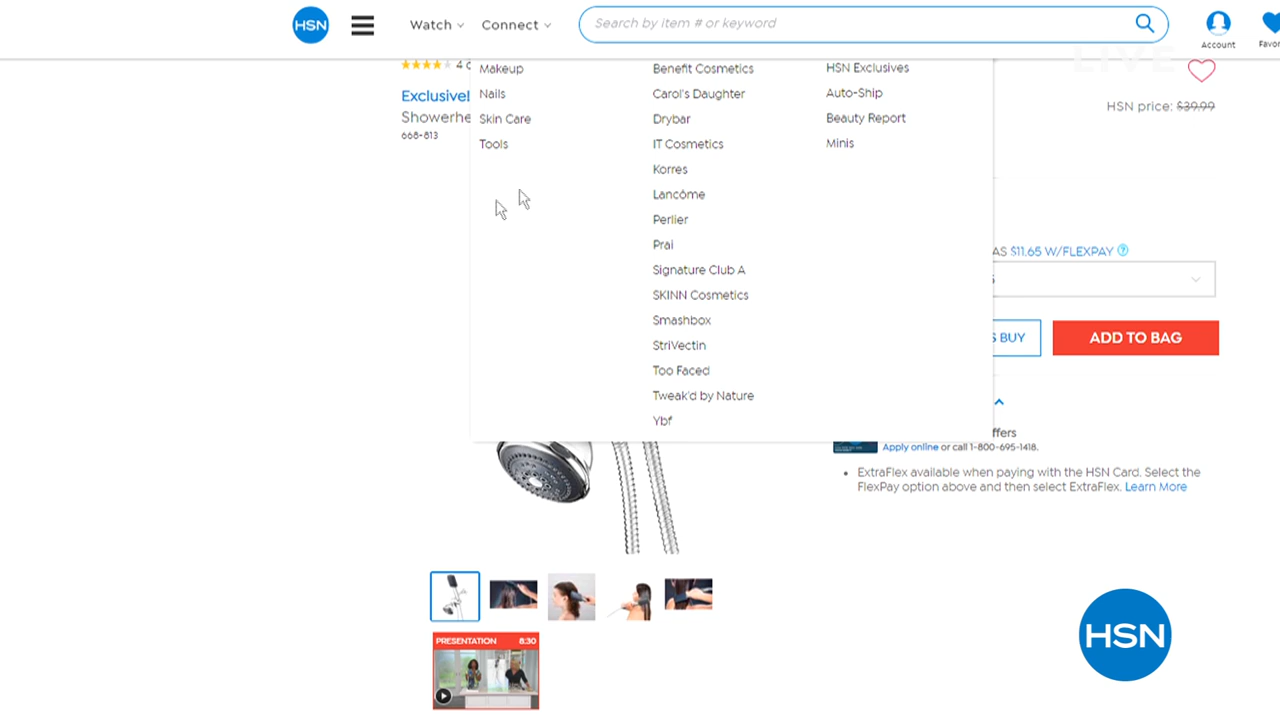 HSN
Watch
Connect
Search by item # or keyword
Account
LIVE
4
Makeup
Nails
Skin Care
Tools
Benefit Cosmetics
Carol's Daughter
Drybar
IT Cosmetics
Korres
Lancôme
Perlier
Prai
Signature Club A
SKINN Cosmetics
Smashbox
StriVectin
Too Faced
Tweak'd by Nature
Ybf
HSN Exclusives
Auto-Ship
Beauty Report
Minis
Exclusive!
668-813
HSN price: $39.99
AS $11.65 W/FLEXPAY ?
BUY
ADD TO BAG
Apply online or call 1-800-695-1418.
• ExtraFlex available when paying with the HSN Card. Select the
FlexPay option above and then select ExtraFlex. Learn More
PRESENTATION 8:30
HSN